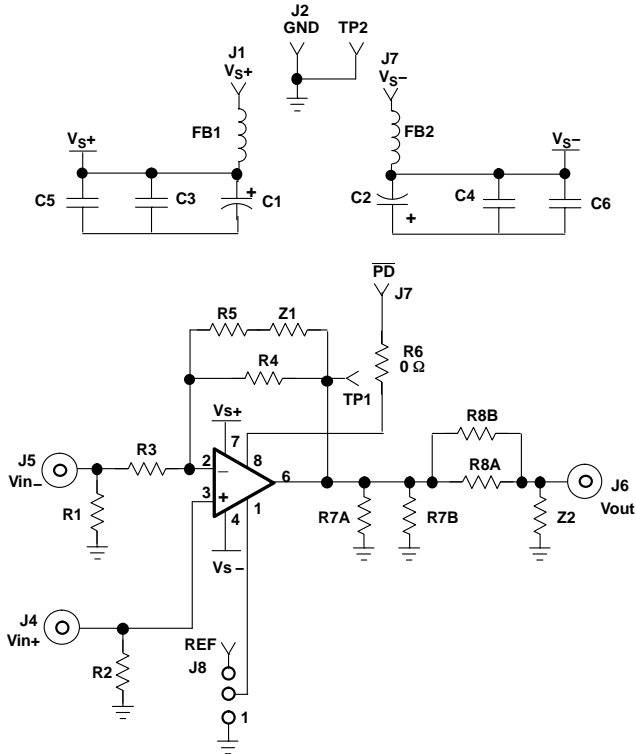 J2
GND
TP2
J1
VS+
J7
VS−
FB1
FB2
VS+
VS−
C5
C3
C1
+
C2
+
C4
C6
PD
J7
R5
Z1
R6
0 Ω
R4
TP1
Vs+
R8B
J5
Vin−
R3
7
8
2
−
6
R8A
J6
Vout
3
+
1
R1
4
R7A
R7B
Z2
Vs −
J4
Vin+
REF
J8
R2
1